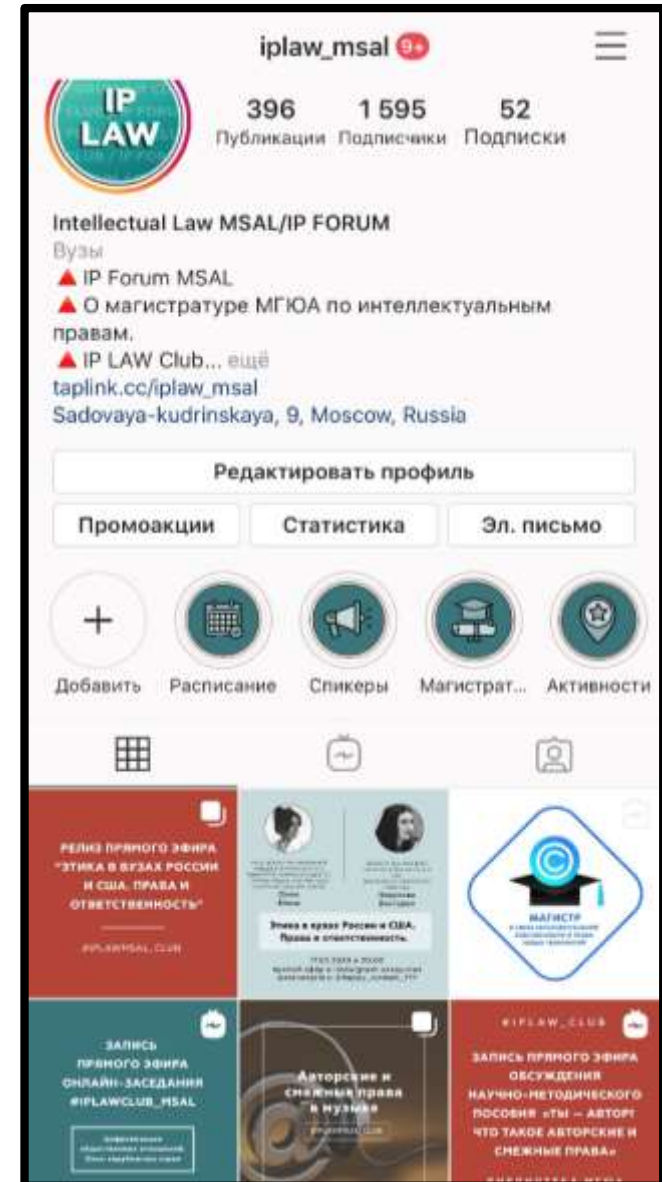 iplaw_msal 9+
IP
LAW
396 1 595 52
Публикации Подписчики Подписки
Intellectual Law MSAL/IP FORUM
Вузы
IP Forum MSAL
О магистратуре МГЮА по интеллектуальным
правам.
IP LAW Club... ещё
taplink.cc/iplaw_msal
Sadovaya-kudrinskaya, 9, Moscow, Russia
Редактировать профиль
Промоакции Статистика Эл. письмо
Добавить Расписание Спикеры Магистрат... Активности
РЕЛИЗ ПРЯМОГО ЭФИРА
"ЭТИКА В ВУЗАХ РОССИИ
И США. ПРАВА И
ОТВЕТСТВЕННОСТЬ"
#IPLAWMSAL_CLUB
Этика в вузах России и США.
Права и ответственность.
МАГИСТР
ЗАПИСЬ
ПРЯМОГО ЭФИРА
ОНЛАЙН-ЗАСЕДАНИЯ
#IPLAWCLUB_MSAL
Авторские и
смежные права
в музыке
#IPLAWMSAL_CLUB
#IPLAW_CLUB
ЗАПИСЬ ПРЯМОГО ЭФИРА
ОБСУЖДЕНИЯ
НАУЧНО-МЕТОДИЧЕСКОГО
ПОСОБИЯ «ТЫ – АВТОР!
ЧТО ТАКОЕ АВТОРСКИЕ И
СМЕЖНЫЕ ПРАВА»